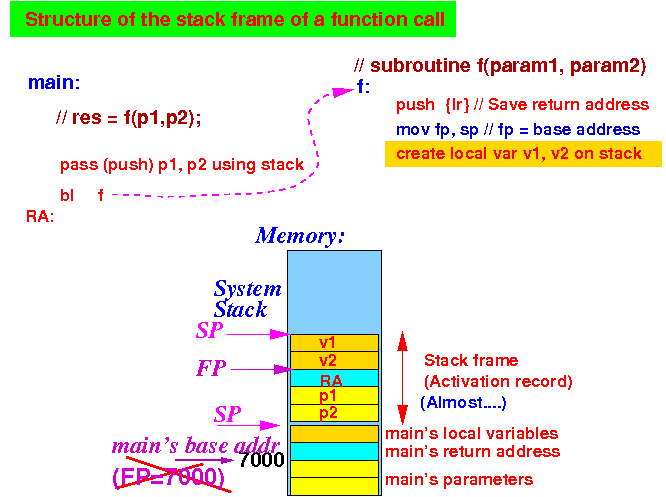 Structure of the stack frame of a function call
// subroutine f(param1, param2)
main:
f:
push {lr} // Save return address
// res = f(p1,p2);
mov fp, sp // fp = base address
create local var v1, v2 on stack
pass (push) p1, p2 using stack
bl f
RA:
Memory:
System
Stack
SP
v1
v2
FP
RA
p1
p2
Stack frame
(Activation record)
(Almost....)
SP
main's local variables
main's base addr
main's return address
7000
(FP=7000)
main's parameters